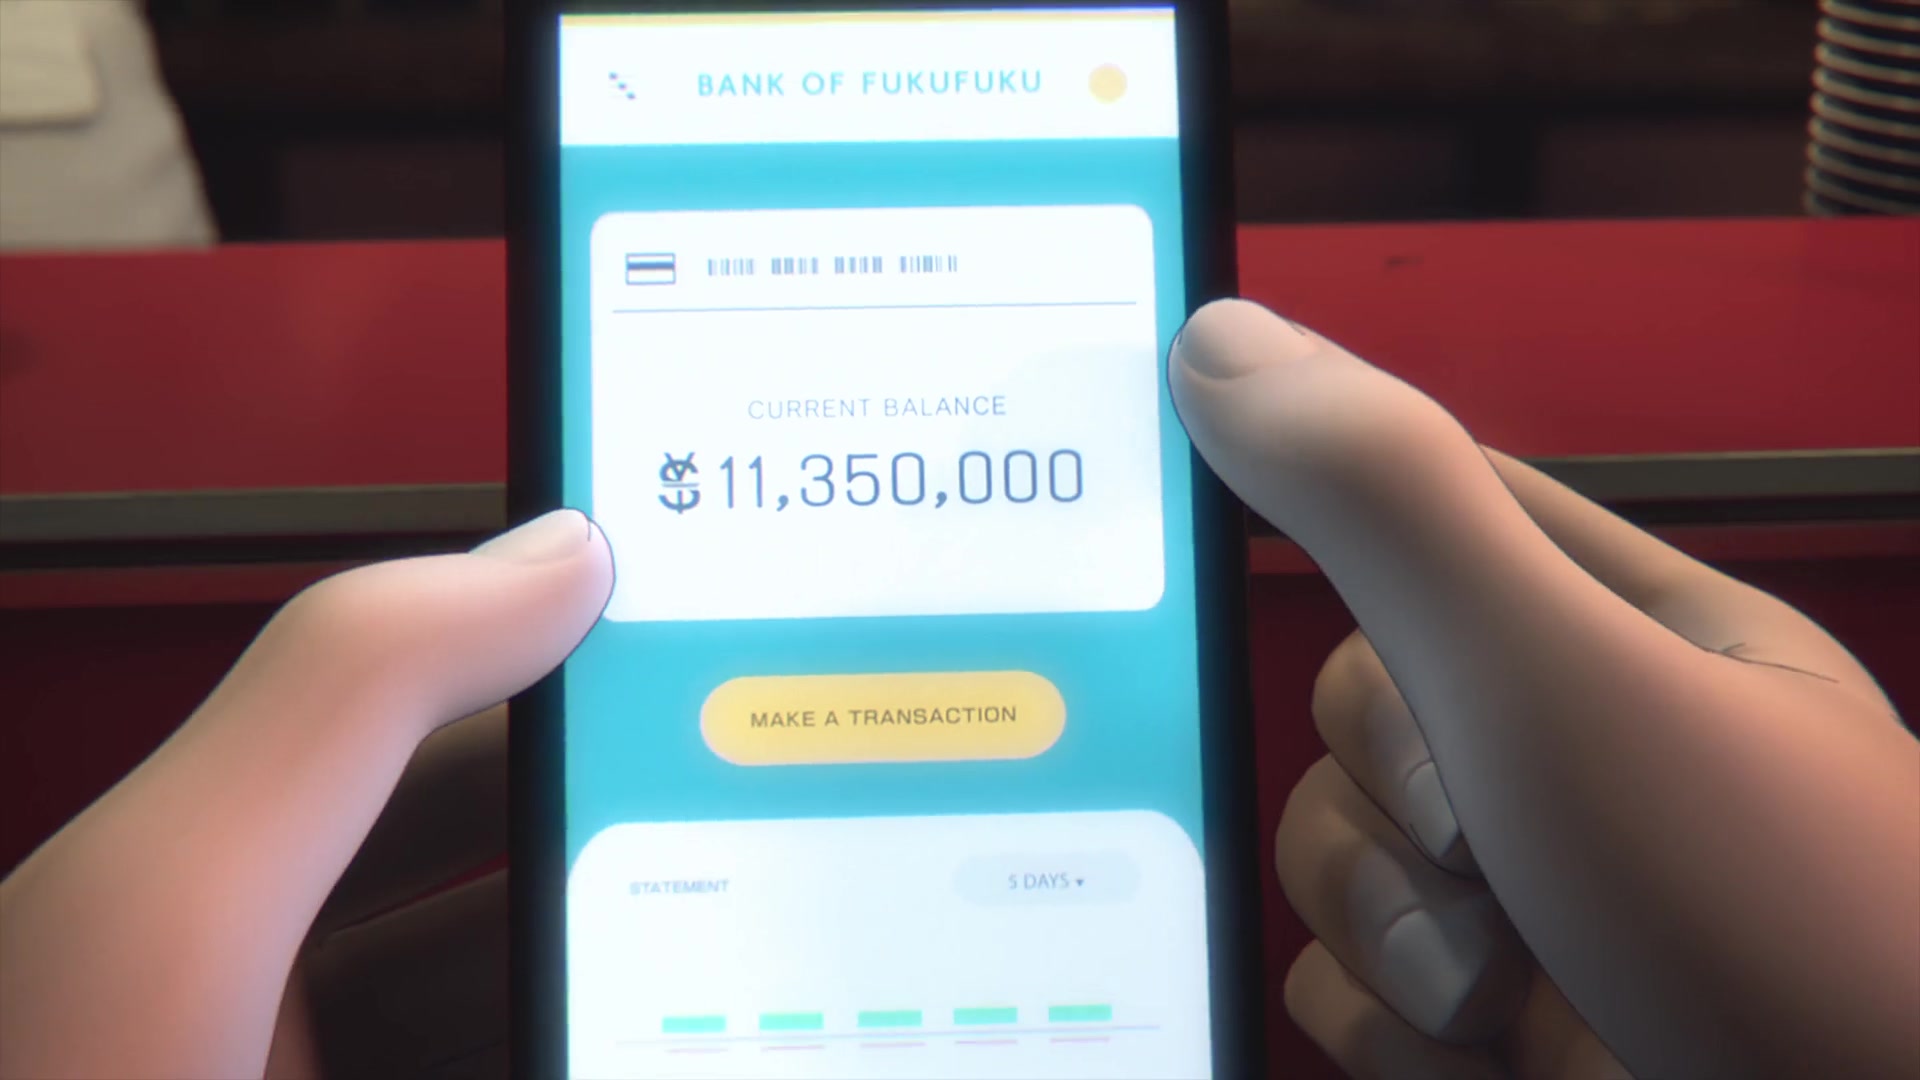 BANK OF FUKUFUKU
CURRENT BALANCE
11,350,000
MAKE A TRANSACTION
STATEMENT
5 DAYS ▾